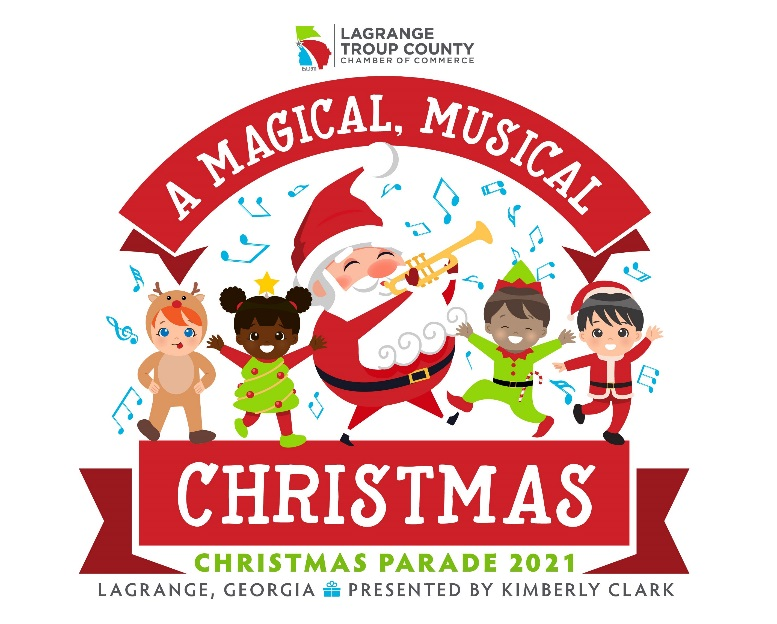 LAGRANGE
TROUP COUNTY
CHAMBER OF COMMERCE
A MAGICAL, MUSICAL
CHRISTMAS
CHRISTMAS PARADE 2021
LAGRANGE, GEORGIA PRESENTED BY KIMBERLY CLARK